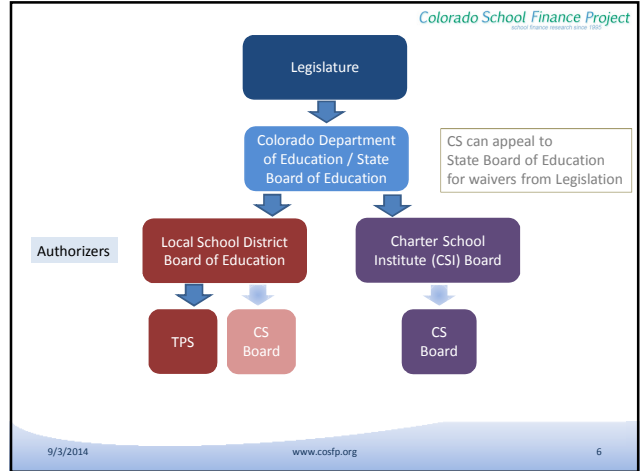 Colorado School Finance Project
school finance research since 1995
Legislature
Colorado Department
of Education / State
Board of Education
CS can appeal to
State Board of Education
for waivers from Legislation
Authorizers
Local School District
Board of Education
Charter School
Institute (CSI) Board
TPS
CS
Board
CS
Board
9/3/2014
www.cosfp.org
6